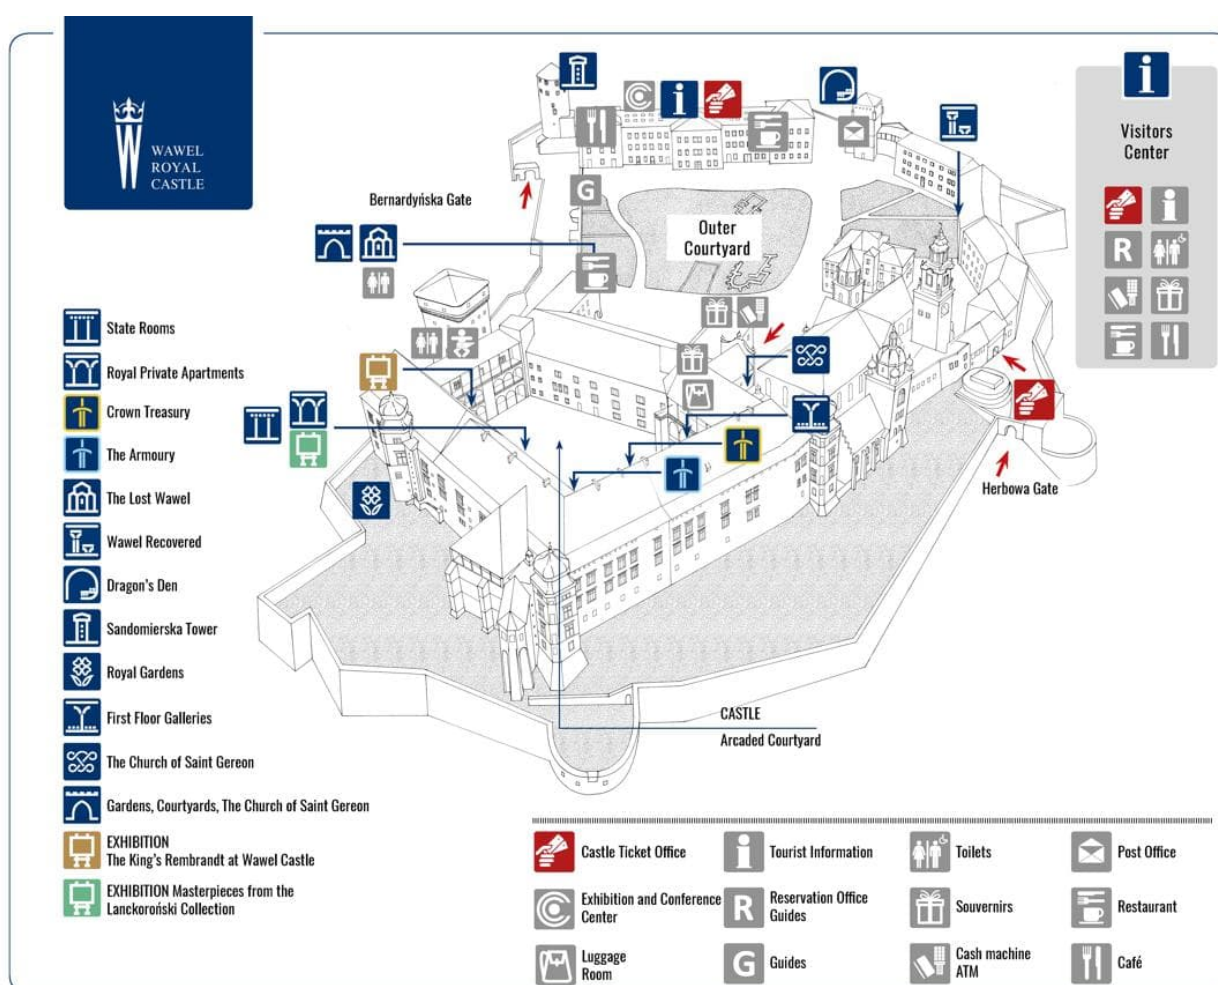 WAWEL
ROYAL
CASTLE
Visitors
Center
R
Bernardyńska Gate
G
Outer
Courtyard
State Rooms
Royal Private Apartments
Crown Treasury
The Armoury
The Lost Wawel
Wawel Recovered
Dragon's Den
Sandomierska Tower
Royal Gardens
First Floor Galleries
The Church of Saint Gereon
Gardens, Courtyards, The Church of Saint Gereon
EXHIBITION
The King's Rembrandt at Wawel Castle
EXHIBITION Masterpieces from the
Lanckoroński Collection
Herbowa Gate
CASTLE
Arcaded Courtyard
Castle Ticket Office
Tourist Information
Toilets
Post Office
Exhibition and Conference
Center
R
Reservation Office
Guides
Souvernirs
Restaurant
Luggage
Room
G
Guides
Cash machine
ATM
Café